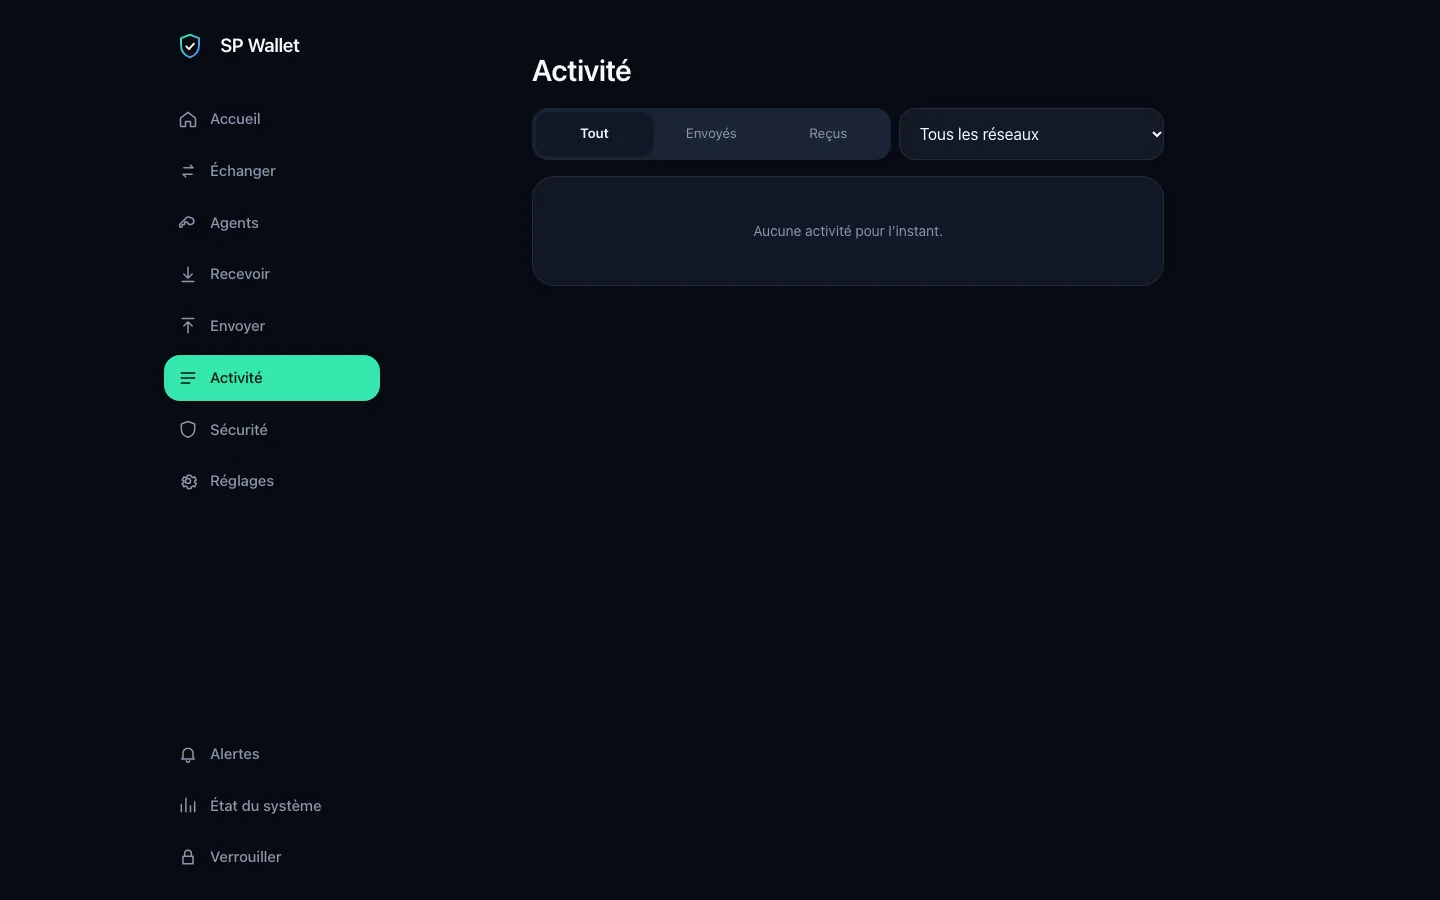 SP Wallet
Accueil
Échanger
Agents
Recevoir
Envoyer
Activité
Sécurité
Réglages
Alertes
État du système
Verrouiller
Activité
Tout
Envoyés
Reçus
Tous les réseaux
Aucune activité pour l’instant.